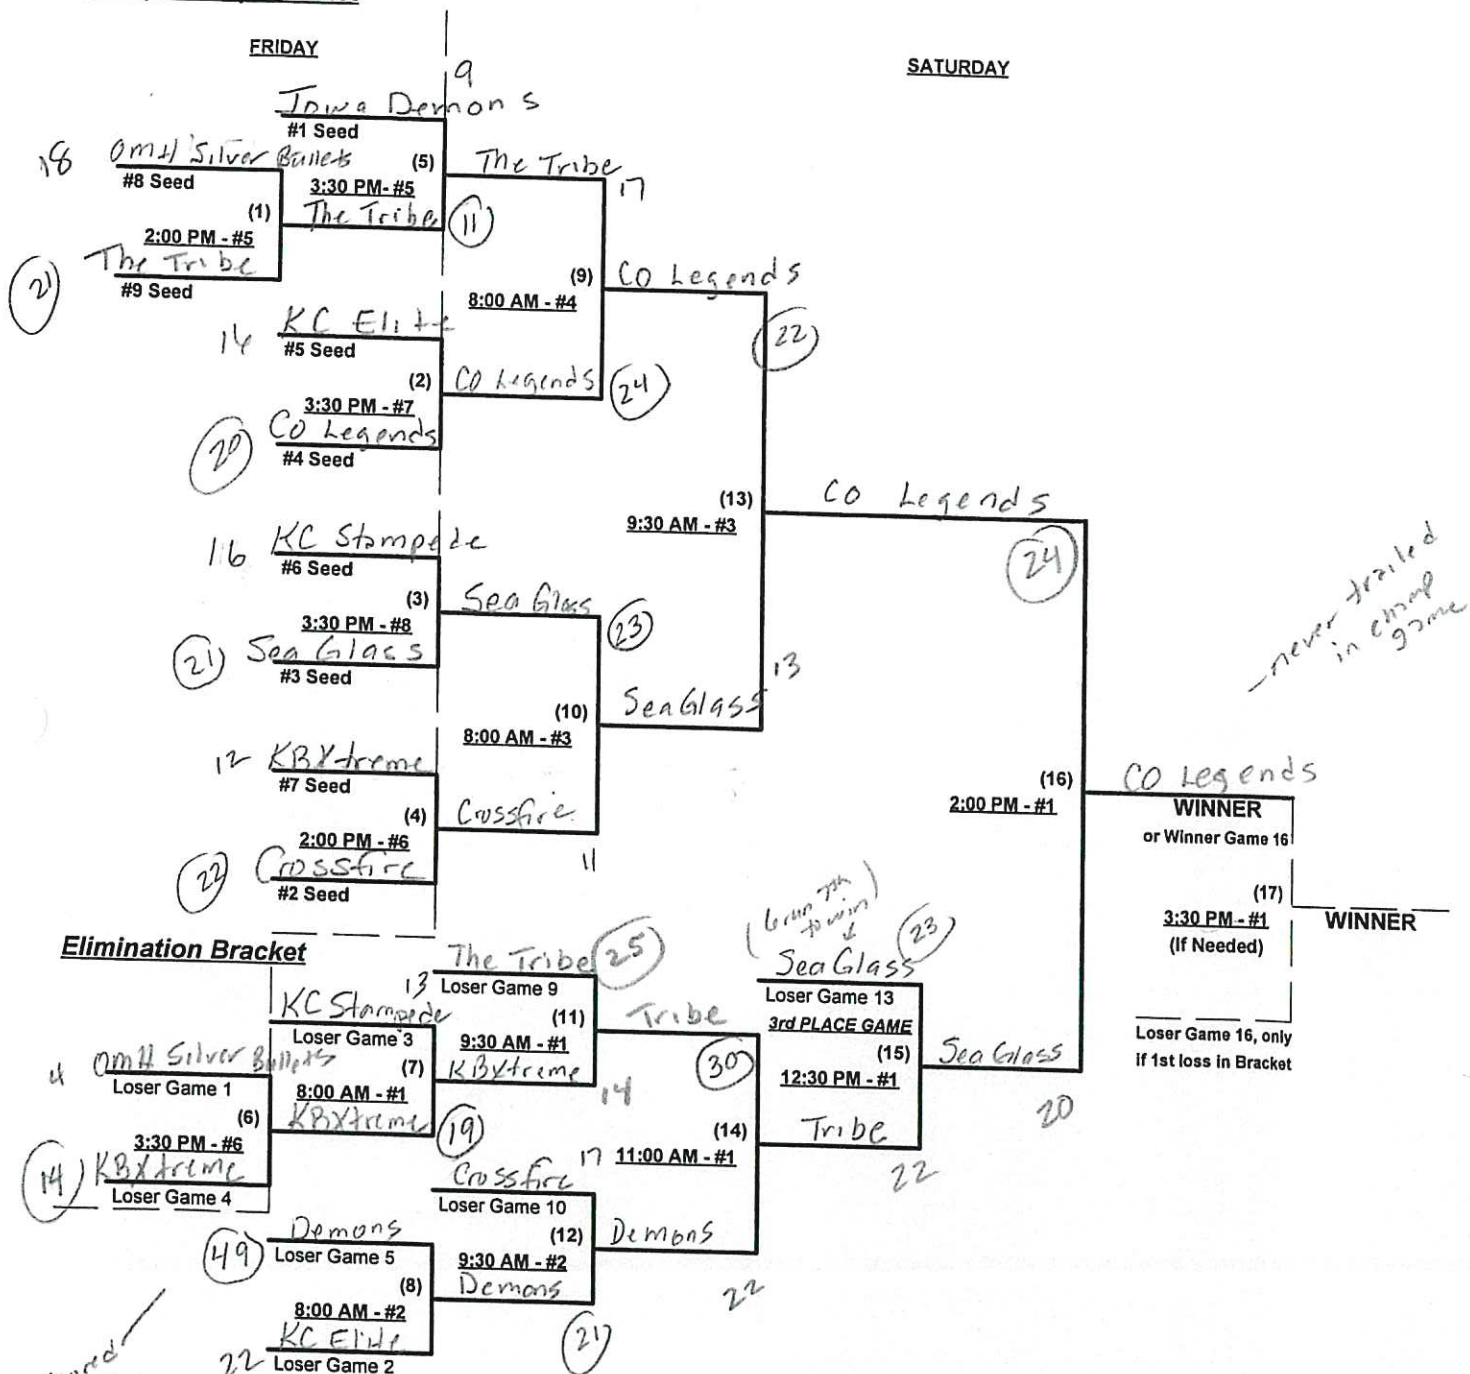 FRIDAY
SATURDAY
9
Iowa Demons
#1 Seed
18 OMH Silver Bullets
#8 Seed
(5)
3:30 PM- #5
The Tribe 11
(1)
2:00 PM - #5
21 The Tribe
#9 Seed
The Tribe
17
(9)
8:00 AM - #4
CO Legends
22
KC Elite
#5 Seed
(2)
3:30 PM - #7
20 CO Legends
#4 Seed
CO Legends 24
16 KC Stampede
#6 Seed
(3)
3:30 PM - #8
21 Sea Glass
#3 Seed
Sea Glass 23
(13)
9:30 AM - #3
CO Legends
24
never trailed
in champ
game
13
(10)
8:00 AM - #3
SeaGlass
12 KBXtreme
#7 Seed
(4)
2:00 PM - #6
22 Crossfire
#2 Seed
Crossfire
11
(16)
2:00 PM - #1
CO Legends
WINNER
or Winner Game 16
(17)
3:30 PM - #1
(If Needed)
WINNER
Loser Game 16, only
if 1st loss in Bracket
Elimination Bracket
The Tribe 25
Loser Game 9
13
KC Stampede
Loser Game 3
(11)
9:30 AM - #1
KBXtreme
14
4 OMH Silver Bullets
Loser Game 1
(7)
8:00 AM - #1
KBXtreme 19
(6)
3:30 PM - #6
14 KBXtreme
Loser Game 4
Tribe
30
(6 run 7th
to win)
SeaGlass 23
Loser Game 13
3rd PLACE GAME
(15)
12:30 PM - #1
Tribe
22
SeaGlass
20
(14)
11:00 AM - #1
17
Crossfire
Loser Game 10
(12)
9:30 AM - #2
Demons
21
Demons
22
49 Demons
Loser Game 5
(8)
8:00 AM - #2
22 KC Elite
Loser Game 2